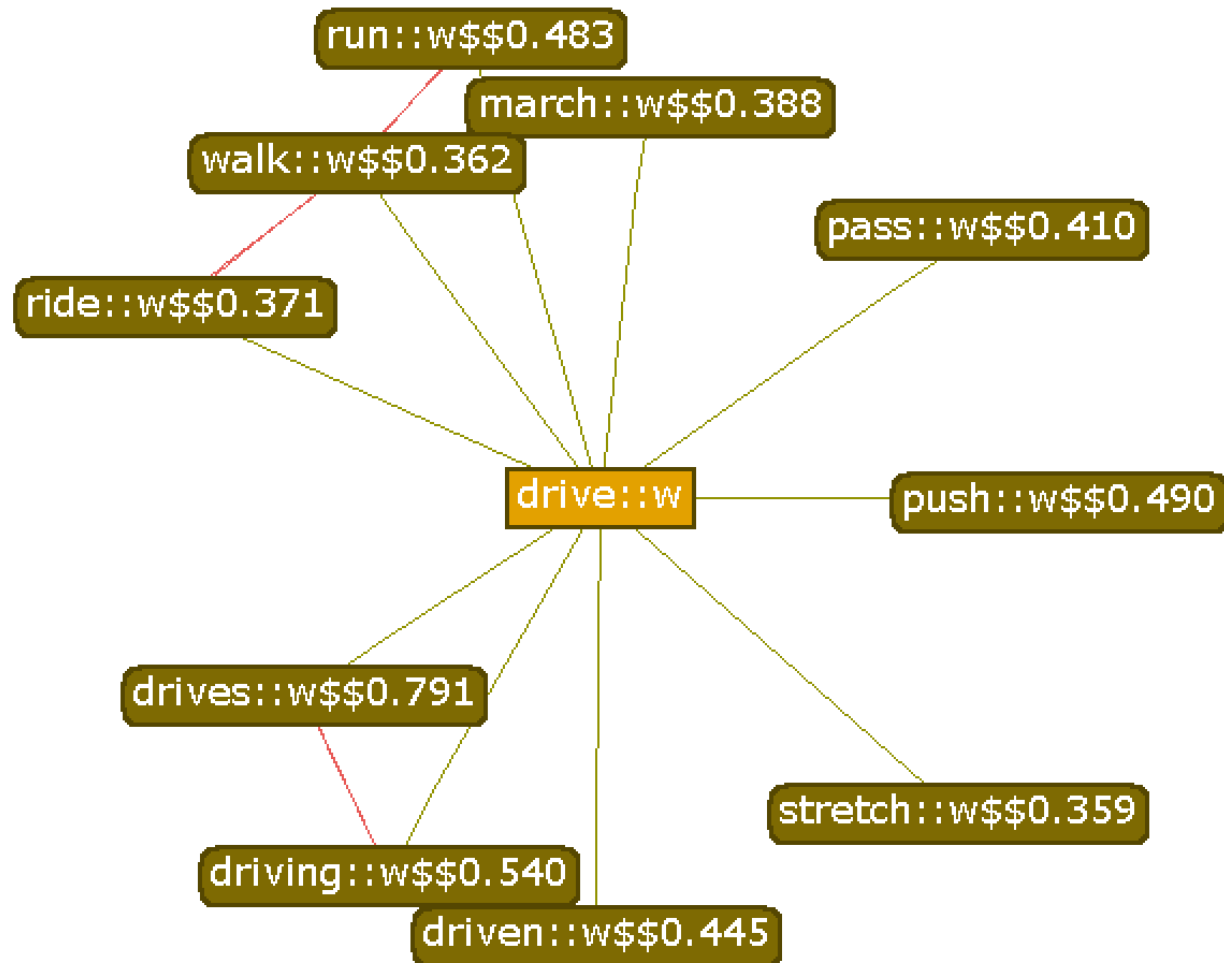 run::w$$0.483
march::w$$0.388
walk::w$$0.362
pass::w$$0.410
ride::w$$0.371
drive::w
push::w$$0.490
drives::w$$0.791
stretch::w$$0.359
driving::w$$0.540
driven::w$$0.445